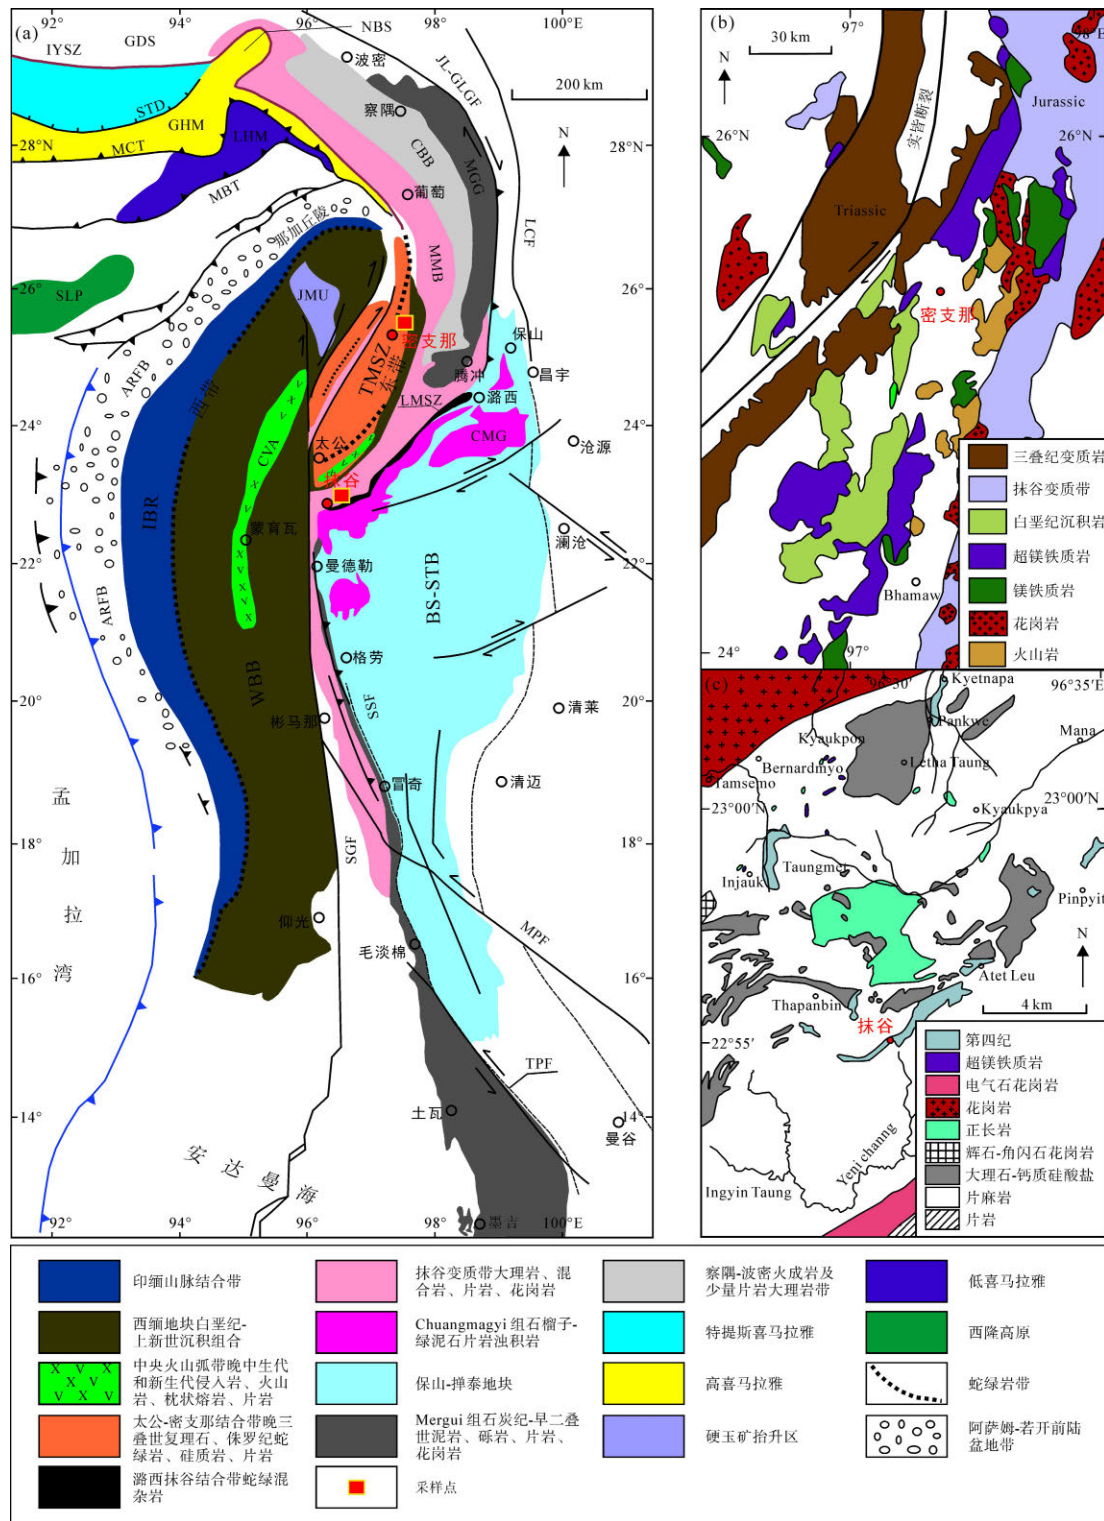 (a)
92°
94°
96°
98°
100°E
NBS
GDS
IYSZ
波密
JL-GLGF
200 km
STD
察隅
GHM
LHM
N
28°N
MCT
CBB
MGG
28°
MBT
葡萄
LCF
那加丘陵
MMB
SLP
26°
JMU
26°
密支那
保山
ARFB
TMSZ
东带
腾冲
昌宁
西带
LMSZ
潞西
24°
CVA
太公
CMG
沧源
24°
抹谷
IBR
蒙育瓦
澜沧
22°
曼德勒
22°
BS-STB
ARFB
格劳
WBB
SSF
20°
彬马那
清莱
20°
冒奇
清迈
孟加拉湾
18°
SGF
18°
仰光
毛淡棉
MPF
16°
16°
TPF
土瓦
14°
14°
曼谷
安达曼海
墨吉
92°
94°
96°
98°
100°E
(b)
97°
98°E
30 km
N
Jurassic
实皆断裂
26°N
26°N
Triassic
密支那
三叠纪变质岩
抹谷变质带
白垩纪沉积岩
超镁铁质岩
镁铁质岩
花岗岩
火山岩
Bhamaw
24°
97°
(c)
96°30′
96°35′E
Kyetnapa
Pankwe
Kyaukpon
Mana
Bernardmyo
Letha Taung
Tamsemo
23°00′N
Kyaukpya
23°00′
Taungmet
Injauk
Pinpyit
N
Atet Leu
Thapanbin
4 km
抹谷
22°55′
Yeni chaung
Ingyin Taung
第四纪
超镁铁质岩
电气石花岗岩
花岗岩
正长岩
辉石-角闪石花岗岩
大理石-钙质硅酸盐
片麻岩
片岩
印缅山脉结合带
抹谷变质带大理岩、混
合岩、片岩、花岗岩
察隅-波密火成岩及
少量片岩大理岩带
低喜马拉雅
西缅地块白垩纪-
上新世沉积组合
Chuangmagyi 组石榴子-
绿泥石片岩浊积岩
特提斯喜马拉雅
西隆高原
中央火山弧带晚中生代
和新生代侵入岩、火山
岩、枕状熔岩、片岩
保山-掸泰地块
高喜马拉雅
蛇绿岩带
太公-密支那结合带晚三
叠世复理石、侏罗纪蛇
绿岩、硅质岩、片岩
Mergui 组石炭纪-早二叠
世泥岩、砾岩、片岩、
花岗岩
硬玉矿抬升区
阿萨姆-若开前陆
盆地带
潞西抹谷结合带蛇绿混
杂岩
采样点